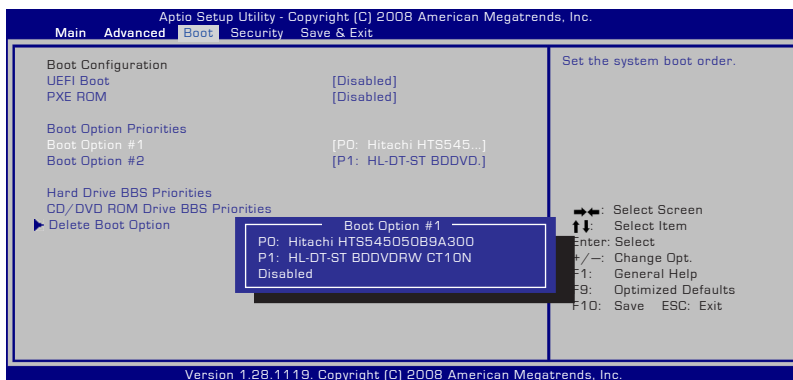 Aptio Setup Utility - Copyright (C) 2008 American Megatrends, Inc.
Main Advanced Boot Security Save & Exit
Boot Configuration
UEFI Boot [Disabled]
PXE ROM [Disabled]
Boot Option Priorities
Boot Option #1 [P0: Hitachi HTS545...]
Boot Option #2 [P1: HL-DT-ST BDDVD.]
Hard Drive BBS Priorities
CD/DVD ROM Drive BBS Priorities
Delete Boot Option
Boot Option #1
P0: Hitachi HTS545050B9A300
P1: HL-DT-ST BDDVDRW CT10N
Disabled
Set the system boot order.
→←: Select Screen
↑↓: Select Item
Enter: Select
+/—: Change Opt.
F1: General Help
F9: Optimized Defaults
F10: Save ESC: Exit
Version 1.28.1119. Copyright (C) 2008 American Megatrends, Inc.